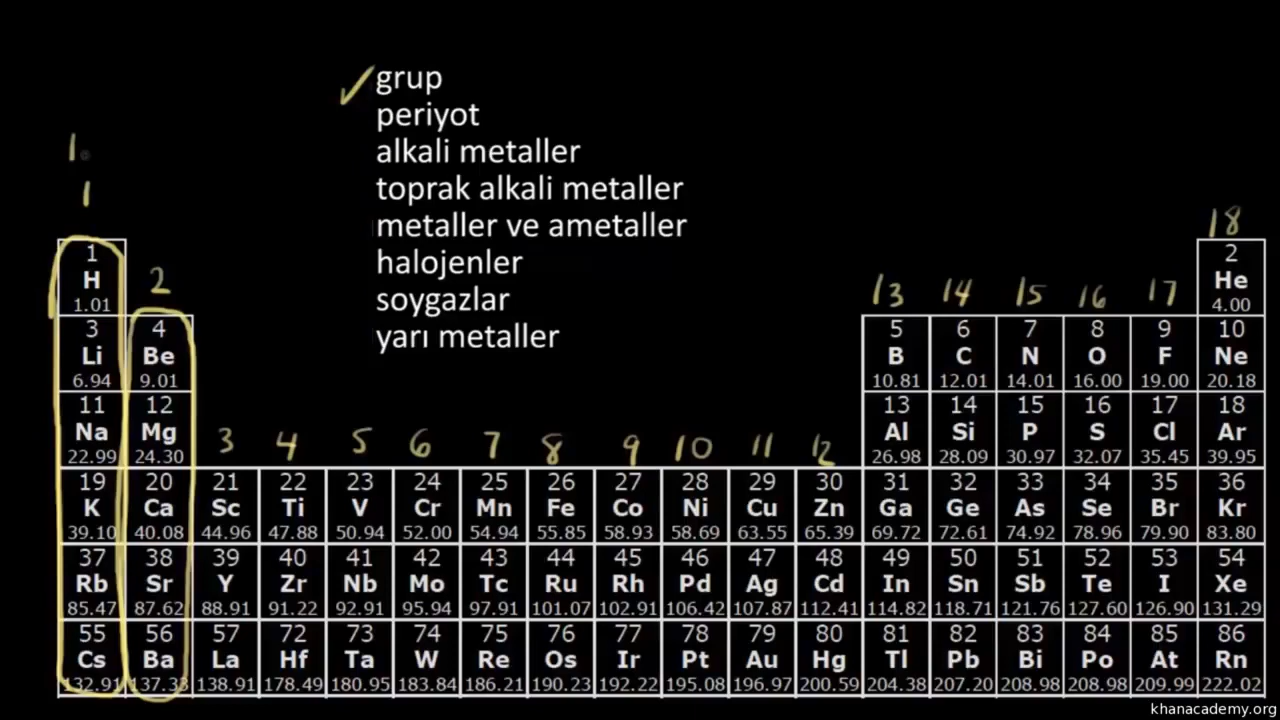 grup
periyot
alkali metaller
toprak alkali metaller
metaller ve ametaller
halojenler
soygazlar
yarı metaller
1
1
18
1 2
H 2 13 14 15 16 17 He
1.01 4.00
3 4 5 6 7 8 9 10
Li Be B C N O F Ne
6.94 9.01 10.81 12.01 14.01 16.00 19.00 20.18
11 12 13 14 15 16 17 18
Na Mg 3 4 5 6 7 8 9 10 11 12 Al Si P S Cl Ar
22.99 24.30 26.98 28.09 30.97 32.07 35.45 39.95
19 20 21 22 23 24 25 26 27 28 29 30 31 32 33 34 35 36
K Ca Sc Ti V Cr Mn Fe Co Ni Cu Zn Ga Ge As Se Br Kr
39.10 40.08 44.96 47.88 50.94 52.00 54.94 55.85 58.93 58.69 63.55 65.39 69.72 72.61 74.92 78.96 79.90 83.80
37 38 39 40 41 42 43 44 45 46 47 48 49 50 51 52 53 54
Rb Sr Y Zr Nb Mo Tc Ru Rh Pd Ag Cd In Sn Sb Te I Xe
85.47 87.62 88.91 91.22 92.91 95.94 97.91 101.07 102.91 106.42 107.87 112.41 114.82 118.71 121.76 127.60 126.90 131.29
55 56 57 72 73 74 75 76 77 78 79 80 81 82 83 84 85 86
Cs Ba La Hf Ta W Re Os Ir Pt Au Hg Tl Pb Bi Po At Rn
132.91 137.33 138.91 178.49 180.95 183.84 186.21 190.23 192.22 195.08 196.97 200.59 204.38 207.20 208.98 208.98 209.99 222.02
khanacademy.org